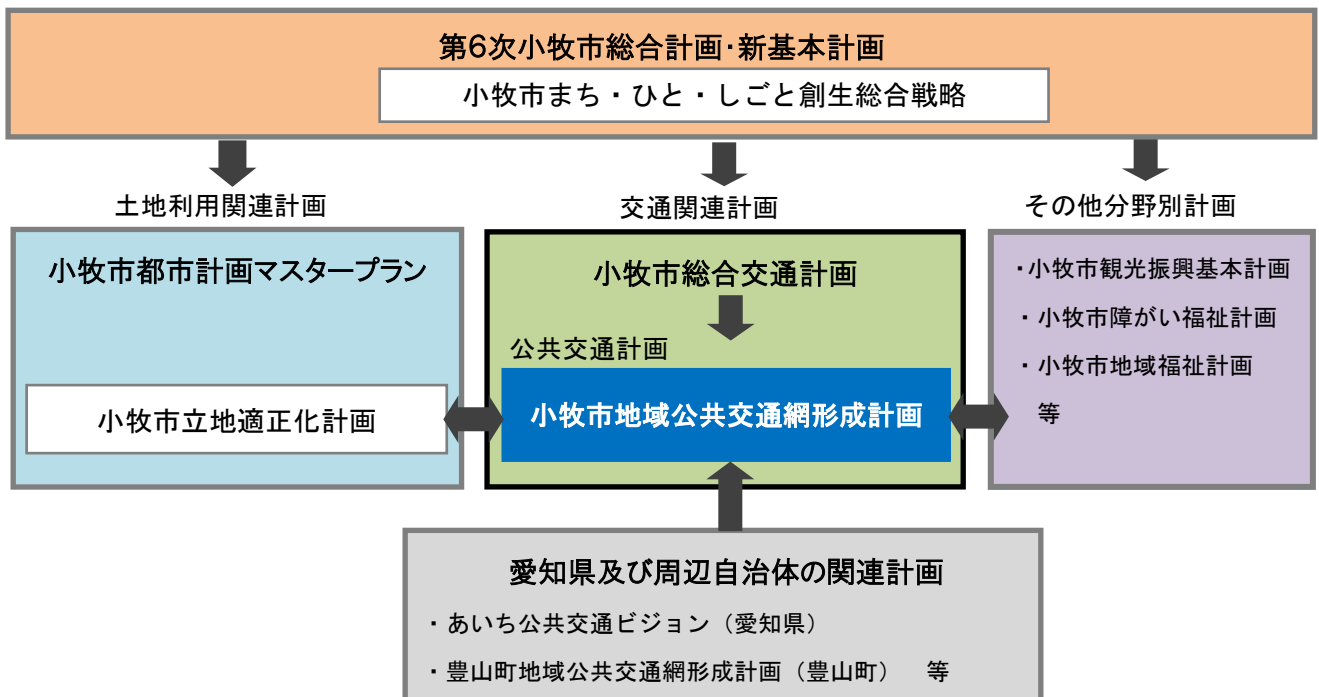 第6次小牧市総合計画･新基本計画
小牧市まち・ひと・しごと創生総合戦略
土地利用関連計画
交通関連計画
その他分野別計画
小牧市都市計画マスタープラン
小牧市立地適正化計画
小牧市総合交通計画
公共交通計画
小牧市地域公共交通網形成計画
・小牧市観光振興基本計画
・小牧市障がい福祉計画
・小牧市地域福祉計画
等
愛知県及び周辺自治体の関連計画
・あいち公共交通ビジョン（愛知県）
・豊山町地域公共交通網形成計画（豊山町）　等